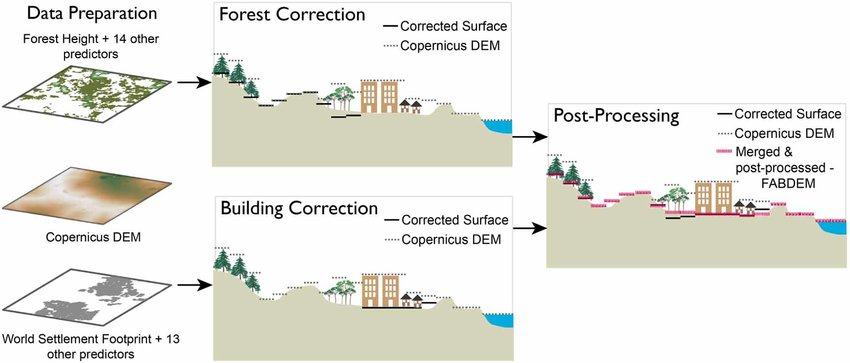 Data Preparation
Forest Height + 14 other
predictors
Copernicus DEM
World Settlement Footprint + 13
other predictors
Forest Correction
Corrected Surface
Copernicus DEM
Building Correction
Corrected Surface
Copernicus DEM
Post-Processing
Corrected Surface
Copernicus DEM
Merged &
post-processed -
FABDEM